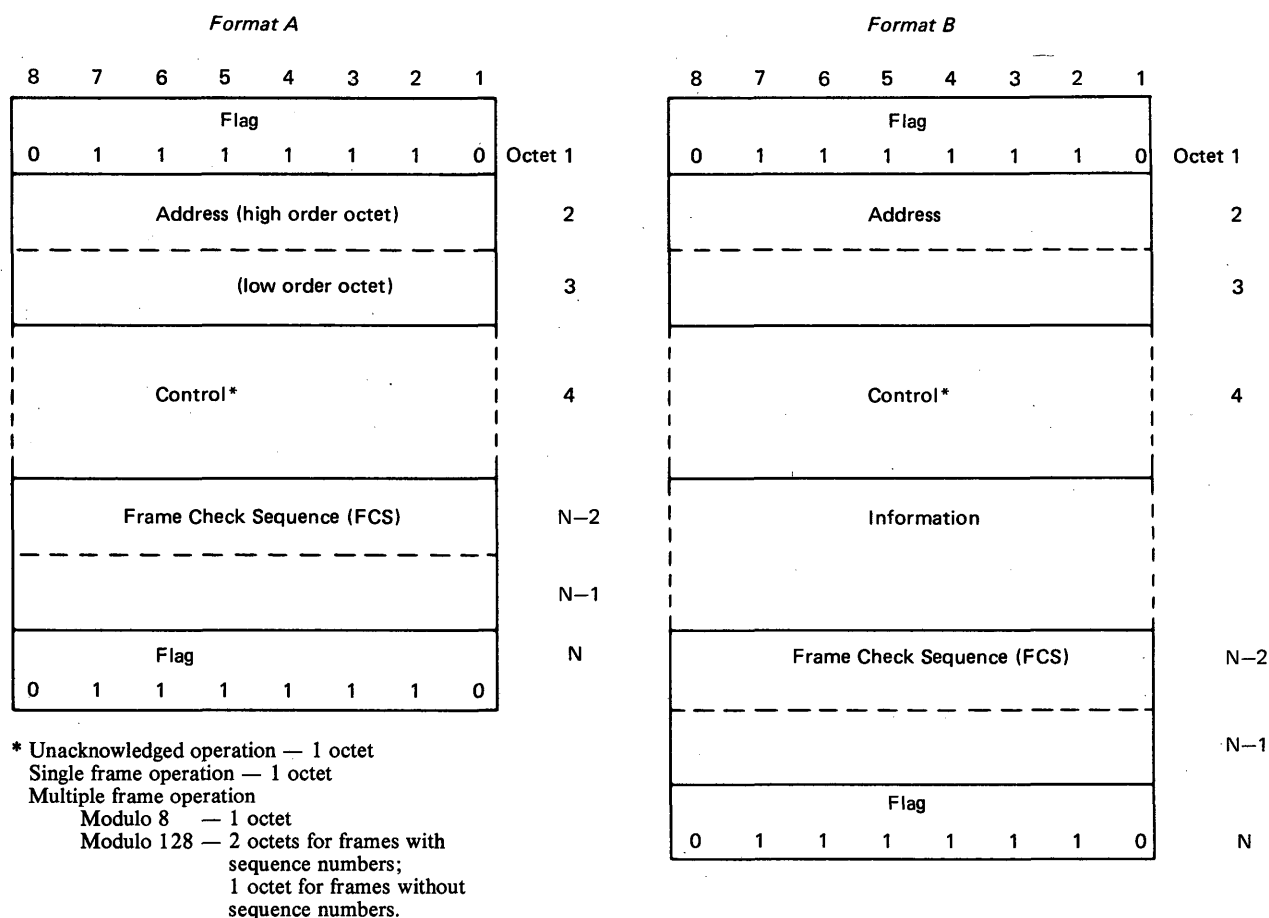 Format A
8 7 6 5 4 3 2 1
Flag
0 1 1 1 1 1 1 0 Octet 1
Address (high order octet) 2
(low order octet) 3
Control* 4
Frame Check Sequence (FCS) N—2
N—1
Flag N
0 1 1 1 1 1 1 0
* Unacknowledged operation — 1 octet
Single frame operation — 1 octet
Multiple frame operation
Modulo 8 — 1 octet
Modulo 128 — 2 octets for frames with
sequence numbers;
1 octet for frames without
sequence numbers.
Format B
8 7 6 5 4 3 2 1
Flag
0 1 1 1 1 1 1 0 Octet 1
Address 2
3
Control* 4
Information
Frame Check Sequence (FCS) N—2
N—1
Flag
0 1 1 1 1 1 1 0 N